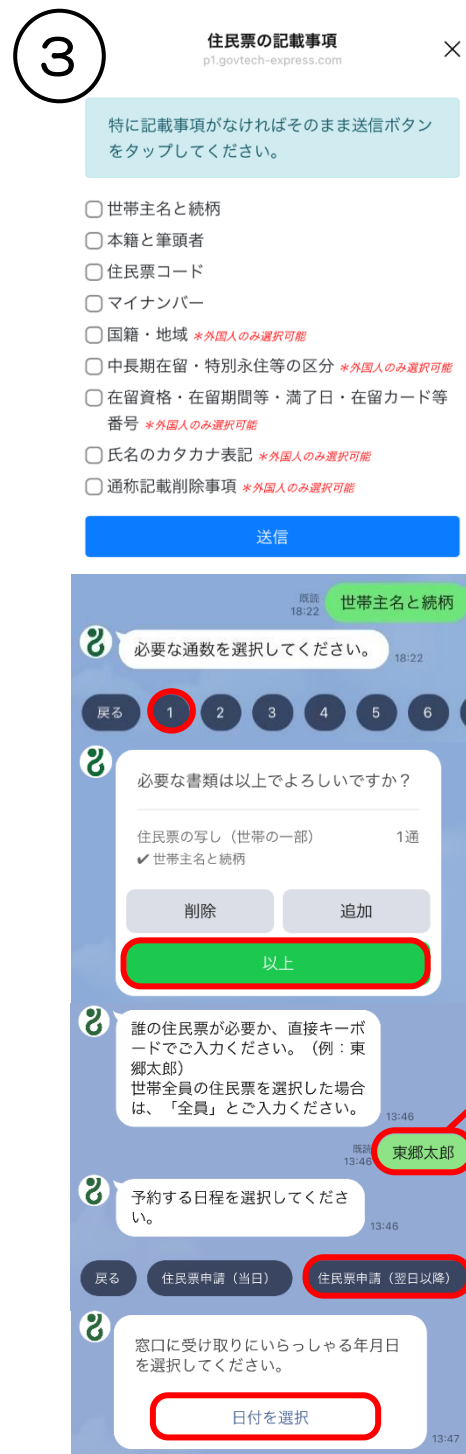 3
住民票の記載事項
p1.govtech-express.com
×
特に記載事項がなければそのまま送信ボタン
をタップしてください。
世帯主名と続柄
本籍と筆頭者
住民票コード
マイナンバー
国籍・地域 *外国人のみ選択可能
中長期在留・特別永住等の区分 *外国人のみ選択可能
在留資格・在留期間等・満了日・在留カード等
番号 *外国人のみ選択可能
氏名のカタカナ表記 *外国人のみ選択可能
通称記載削除事項 *外国人のみ選択可能
送信
既読
18:22
世帯主名と続柄
必要な通数を選択してください。
18:22
戻る 1 2 3 4 5 6
必要な書類は以上でよろしいですか？
住民票の写し（世帯の一部） 1通
✔世帯主名と続柄
削除 追加
以上
誰の住民票が必要か、直接キーボ
ードでご入力ください。（例：東
郷太郎）
世帯全員の住民票を選択した場合
は、「全員」とご入力ください。
13:46
既読
13:46
東郷太郎
予約する日程を選択してくださ
い。
13:46
戻る 住民票申請（当日） 住民票申請（翌日以降）
窓口に受け取りにいらっしゃる年月日
を選択してください。
日付を選択
13:47